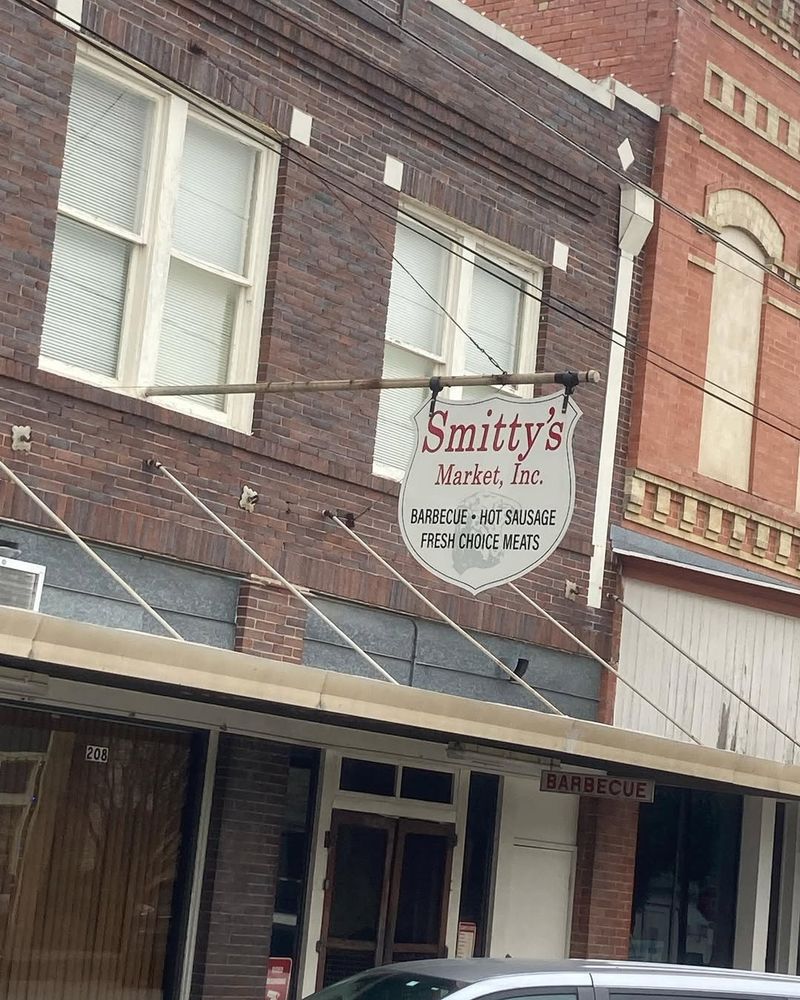 Smitty's
Market, Inc.
BARBECUE • HOT SAUSAGE
FRESH CHOICE MEATS
208
BARBECUE